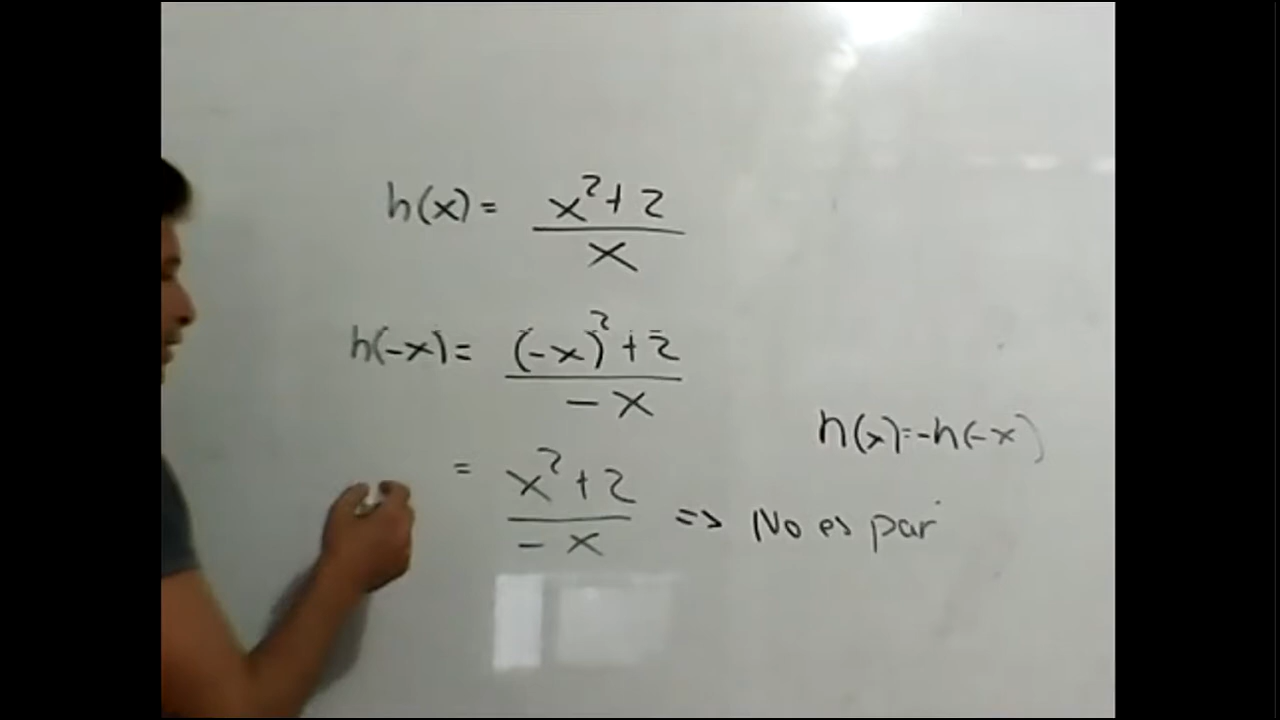 h(x) = x²+2
x
h(-x) = (-x)²+2
-x
h(x)=-h(-x)
= x²+2
-x
=> No es par